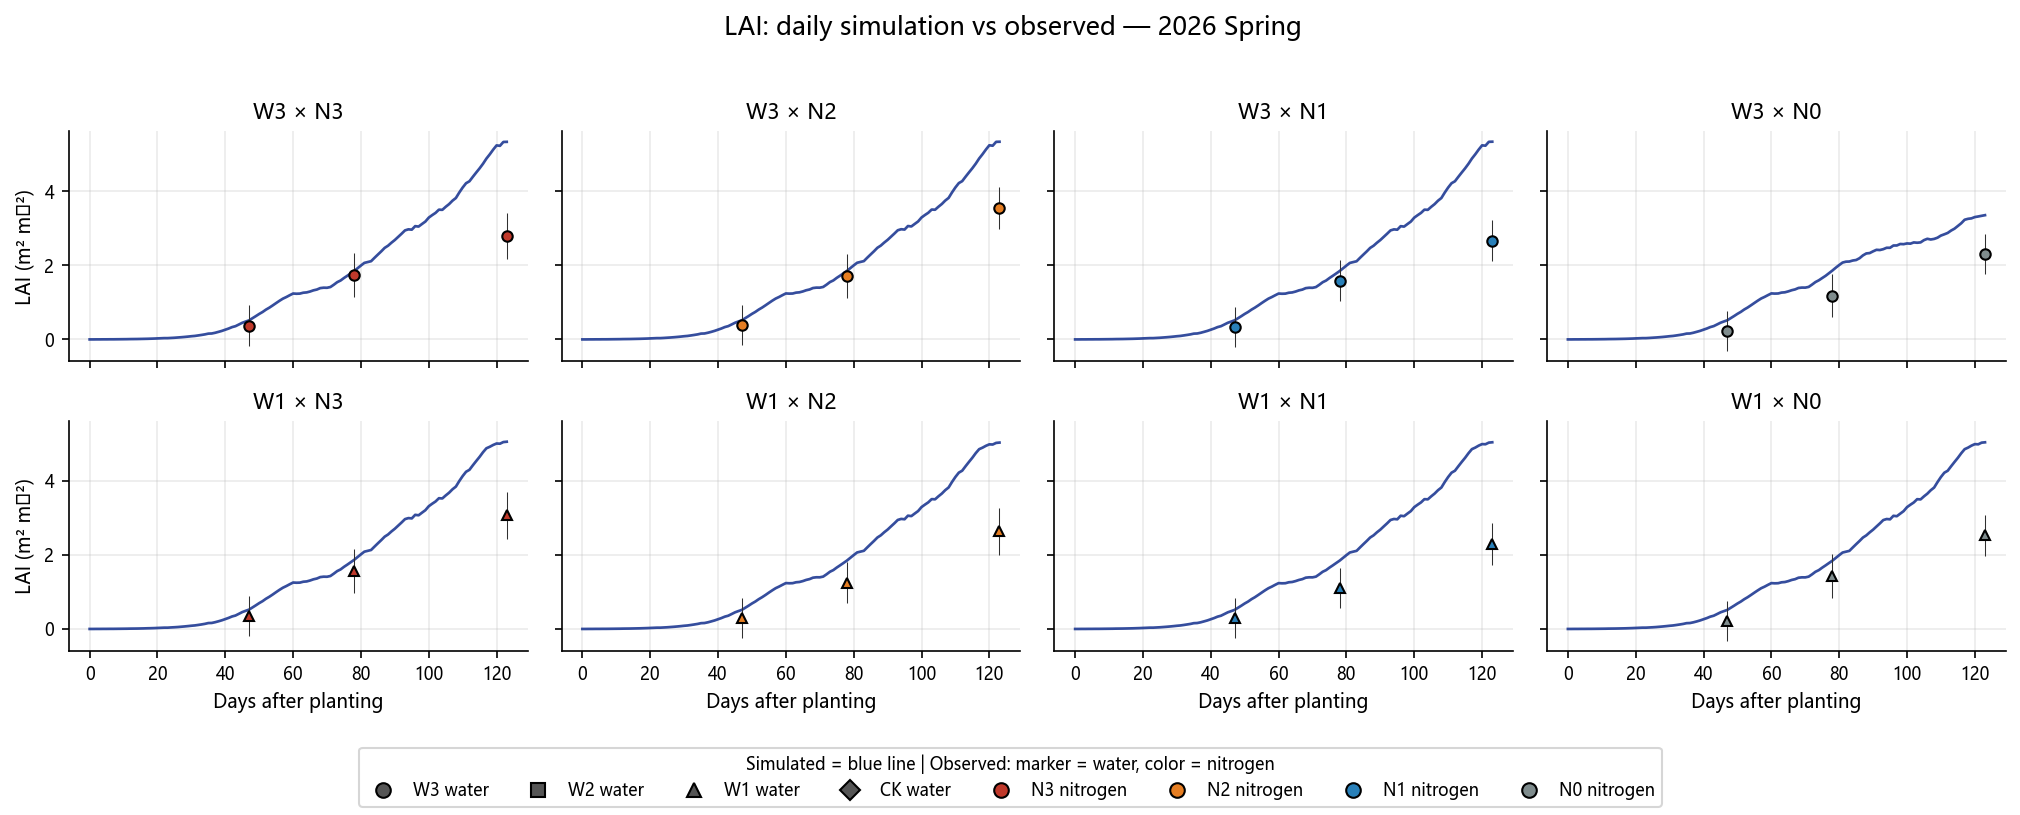 LAI: daily simulation vs observed — 2026 Spring
W3 × N3
W3 × N2
W3 × N1
W3 × N0
LAI (m² m▯²)
4
2
0
W1 × N3
W1 × N2
W1 × N1
W1 × N0
LAI (m² m▯²)
4
2
0
0 20 40 60 80 100 120
0 20 40 60 80 100 120
0 20 40 60 80 100 120
0 20 40 60 80 100 120
Days after planting
Days after planting
Days after planting
Days after planting
Simulated = blue line | Observed: marker = water, color = nitrogen
W3 water W2 water W1 water CK water N3 nitrogen N2 nitrogen N1 nitrogen N0 nitrogen